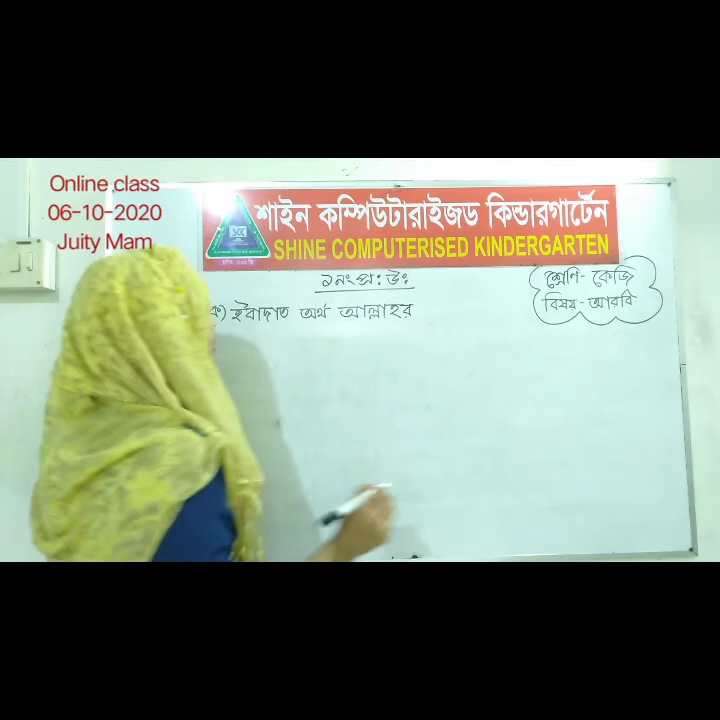 Online class
06-10-2020
Juity Mam
শাইন কম্পিউটারাইজড কিন্ডারগার্টেন
SHINE COMPUTERISED KINDERGARTEN
১নং প্র: উ:
ক) ইবাদাত অর্থ আল্লাহর
শ্রেণি - কেজি
বিষয় - আরবি